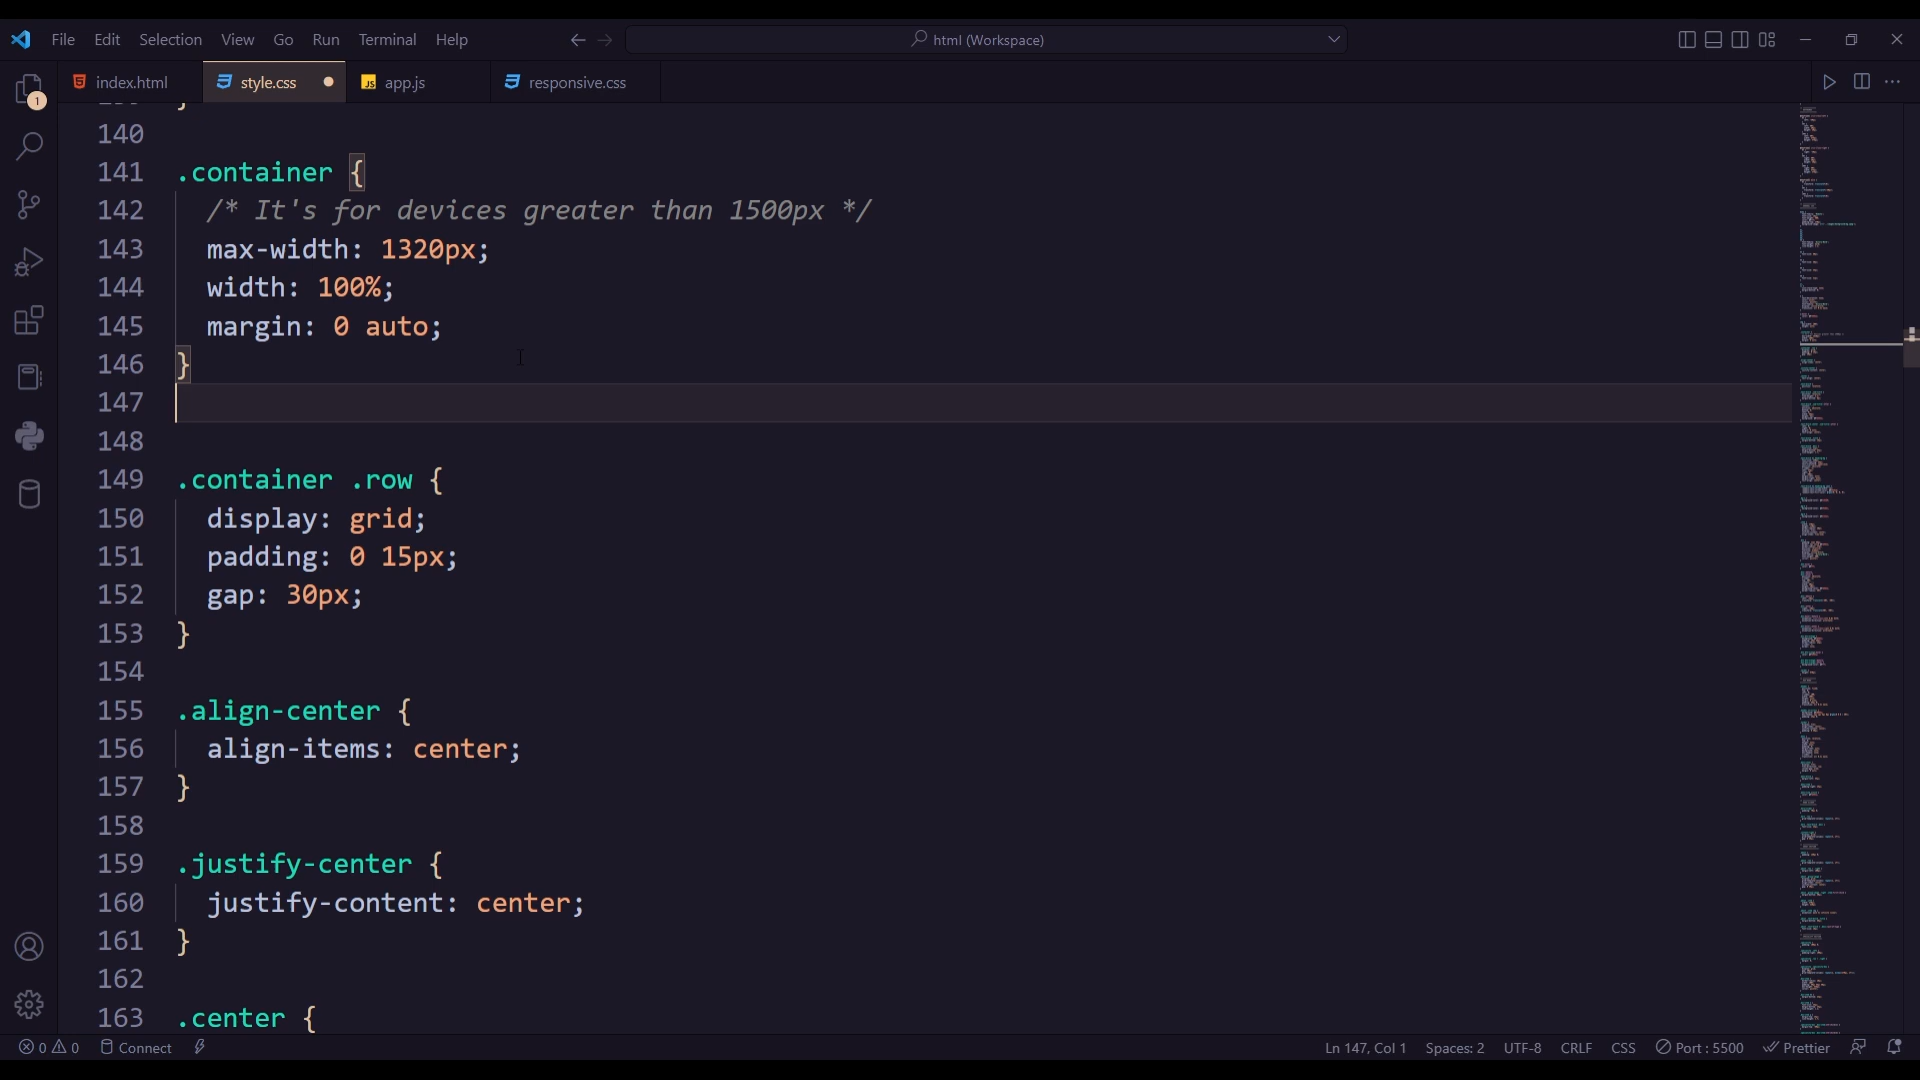 File Edit Selection View Go Run Terminal Help html (Workspace)
index.html style.css app.js responsive.css
1
140
141 .container {
142 /* It's for devices greater than 1500px */
143 max-width: 1320px;
144 width: 100%;
145 margin: 0 auto;
146 }
147
148
149 .container .row {
150 display: grid;
151 padding: 0 15px;
152 gap: 30px;
153 }
154
155 .align-center {
156 align-items: center;
157 }
158
159 .justify-center {
160 justify-content: center;
161 }
162
163 .center {
0 0 Connect Ln 147, Col 1 Spaces: 2 UTF-8 CRLF CSS Port : 5500 Prettier